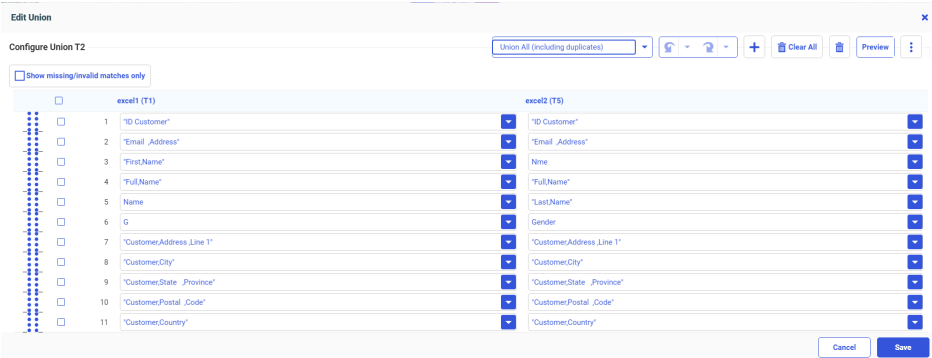 Edit Union
Configure Union T2
Union All (including duplicates)
Clear All
Preview
Show missing/invalid matches only
excel1 (T1) excel2 (T5)
1 "ID Customer" "ID Customer"
2 "Email ,Address" "Email ,Address"
3 "First,Name" Nme
4 "Full,Name" "Full,Name"
5 Name "Last,Name"
6 G Gender
7 "Customer,Address ,Line 1" "Customer,Address ,Line 1"
8 "Customer,City" "Customer,City"
9 "Customer,State ,Province" "Customer,State ,Province"
10 "Customer,Postal ,Code" "Customer,Postal ,Code"
11 "Customer,Country" "Customer,Country"
Cancel Save